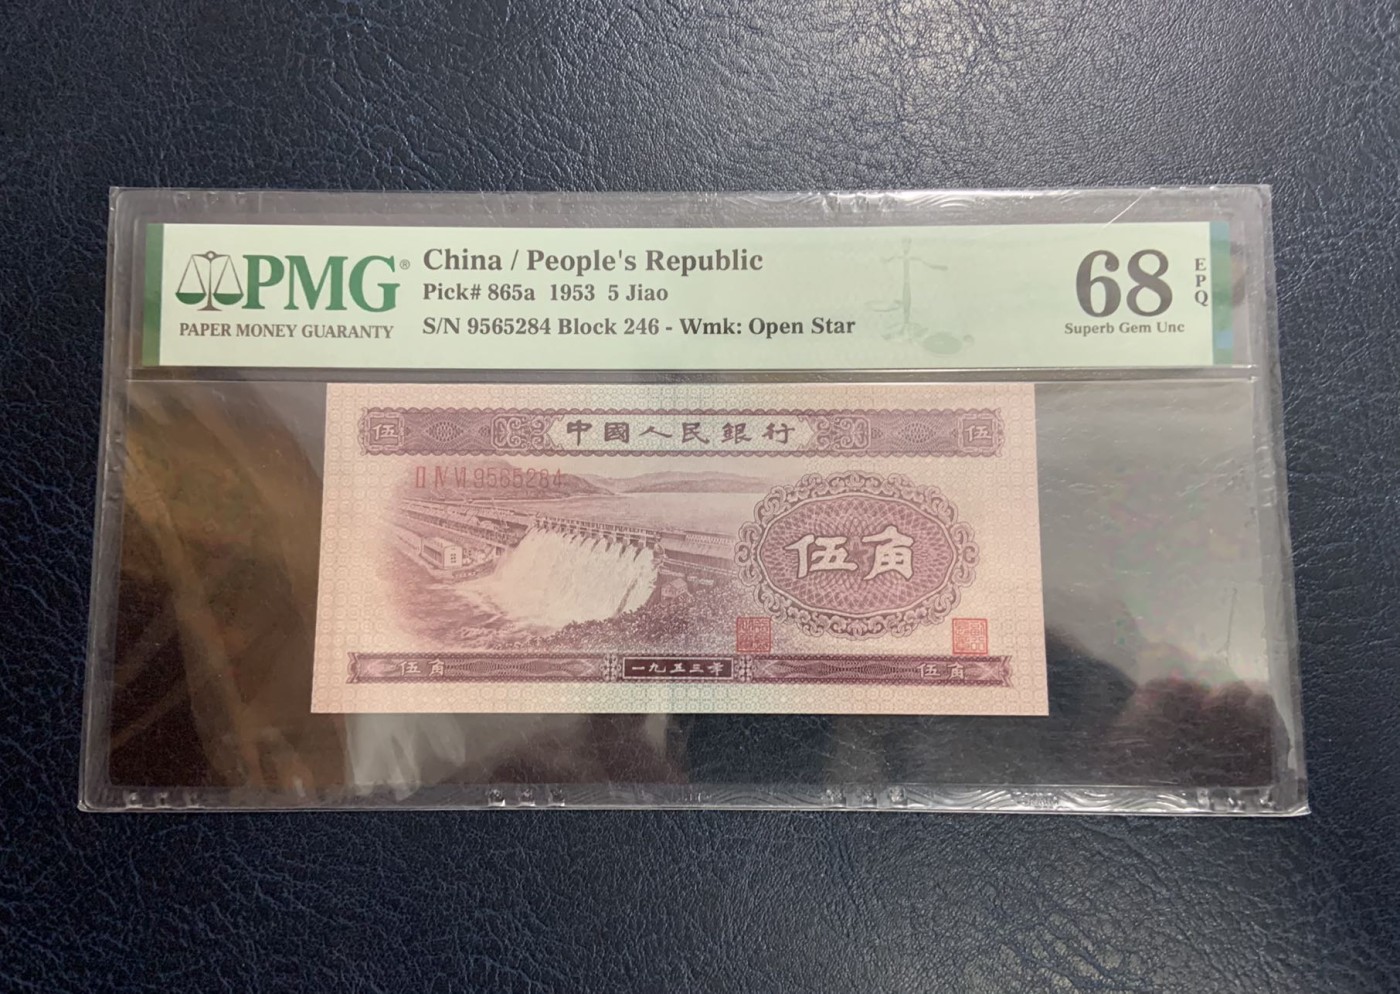 PMG®
PAPER MONEY GUARANTY
China / People's Republic
Pick# 865a 1953 5 Jiao
S/N 9565284 Block 246 - Wmk: Open Star
68
EPQ
Superb Gem Unc
伍 中國人民銀行 伍
II IV VI 9565284
伍角
伍角 一九五三年 伍角